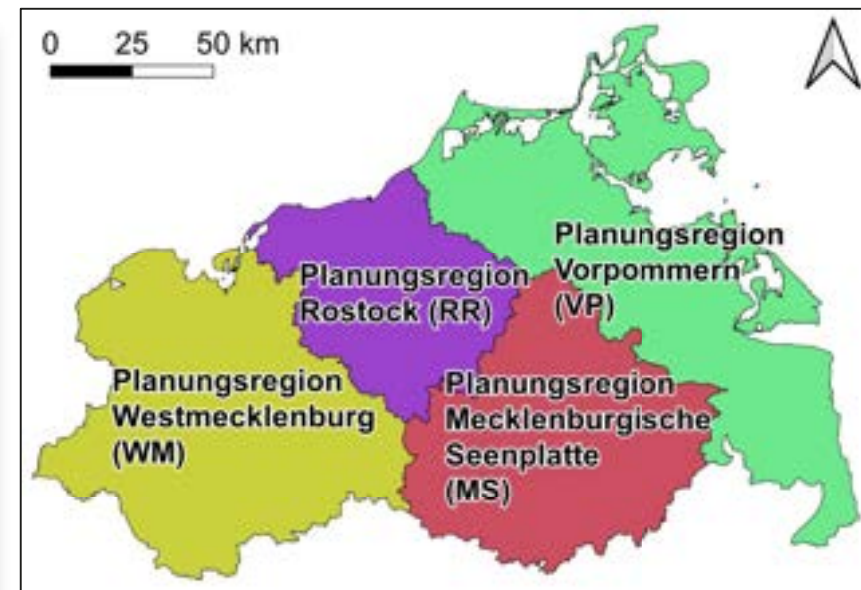 0 25 50 km
Planungsregion
Vorpommern
(VP)
Planungsregion
Rostock (RR)
Planungsregion
Westmecklenburg
(WM)
Planungsregion
Mecklenburgische
Seenplatte
(MS)